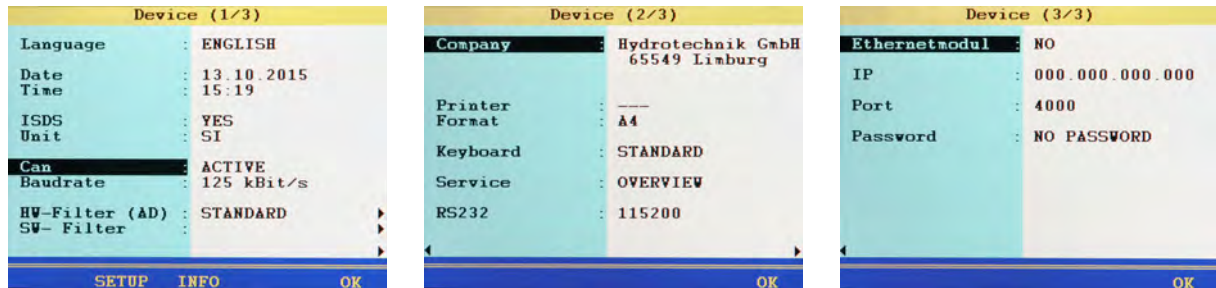 Device (1/3)
Language : ENGLISH
Date : 13.10.2015
Time : 15:19
ISDS : YES
Unit : SI
Can : ACTIVE
Baudrate : 125 kBit/s
HW-Filter (AD) : STANDARD
SW- Filter :
SETUP INFO OK
Device (2/3)
Company : Hydrotechnik GmbH
65549 Limburg
Printer : ---
Format : A4
Keyboard : STANDARD
Service : OVERVIEW
RS232 : 115200
OK
Device (3/3)
Ethernetmodul : NO
IP : 000.000.000.000
Port : 4000
Password : NO PASSWORD
OK